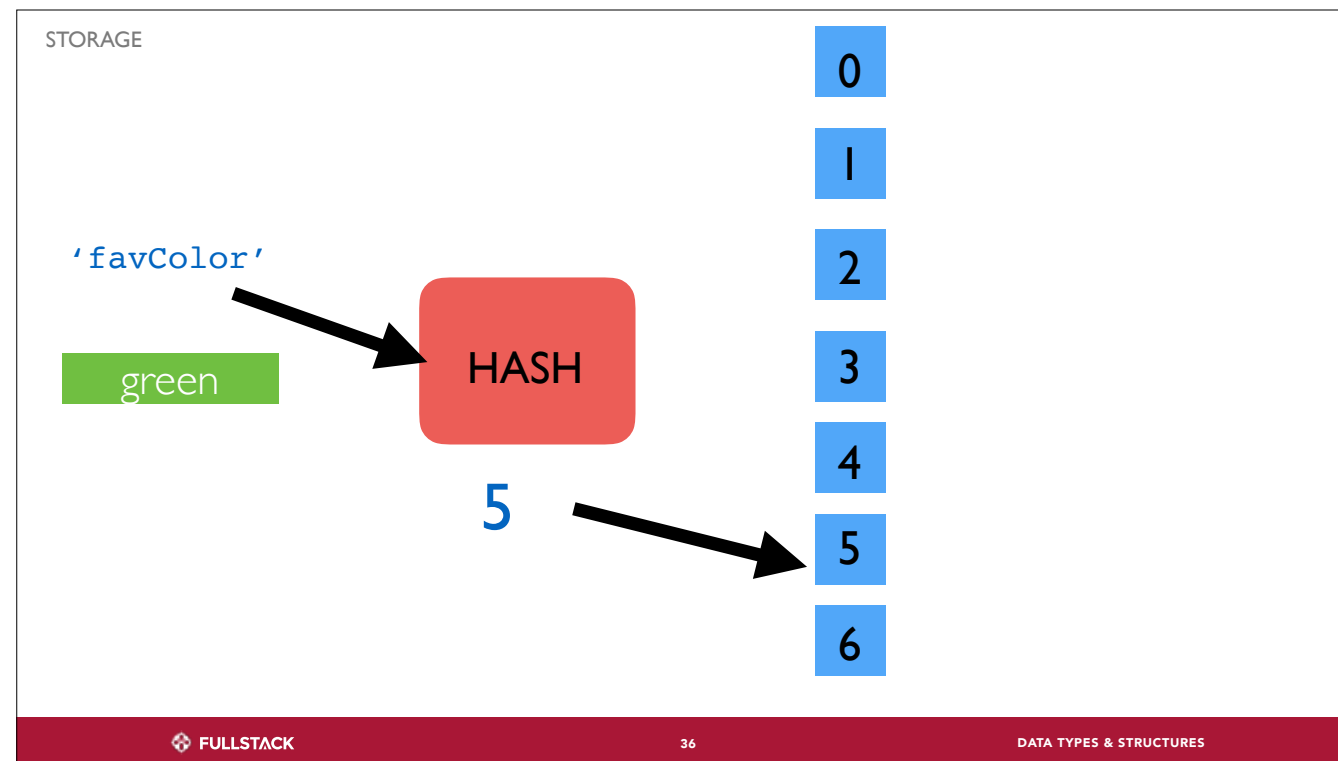 STORAGE
0
1
‘favColor’
2
green
HASH
3
4
5
5
6
FULLSTACK
36
DATA TYPES & STRUCTURES